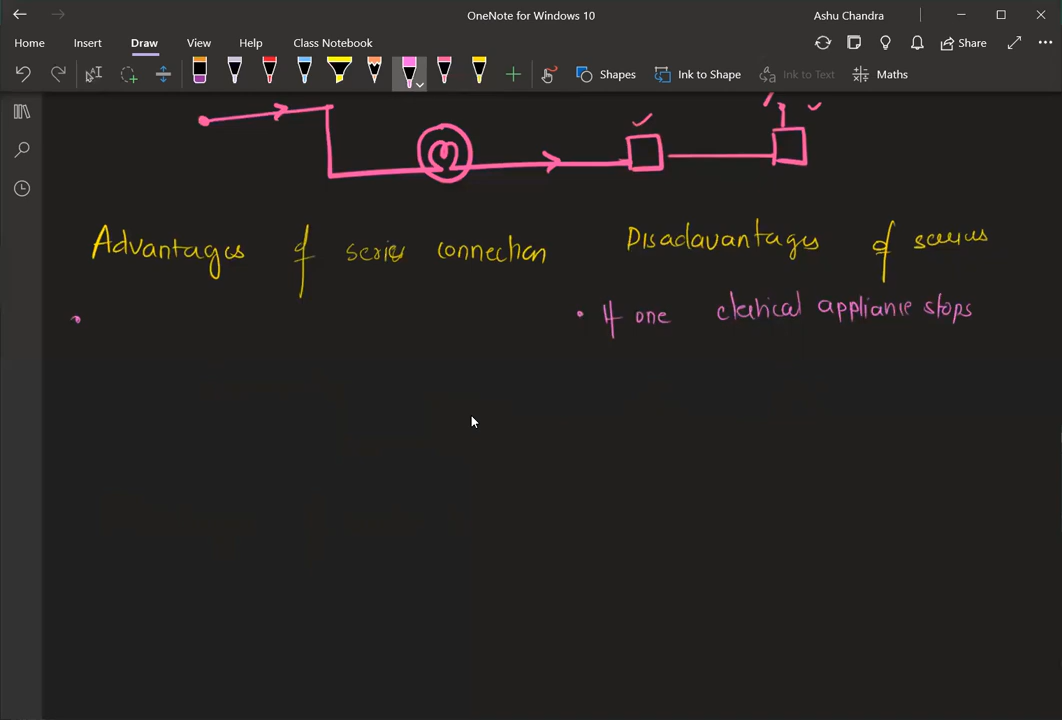 OneNote for Windows 10
Ashu Chandra
Home Insert Draw View Help Class Notebook
Share
Shapes Ink to Shape Ink to Text Maths
Advantages of series connection
Disadavantages of series
•
• If one electrical appliance stops